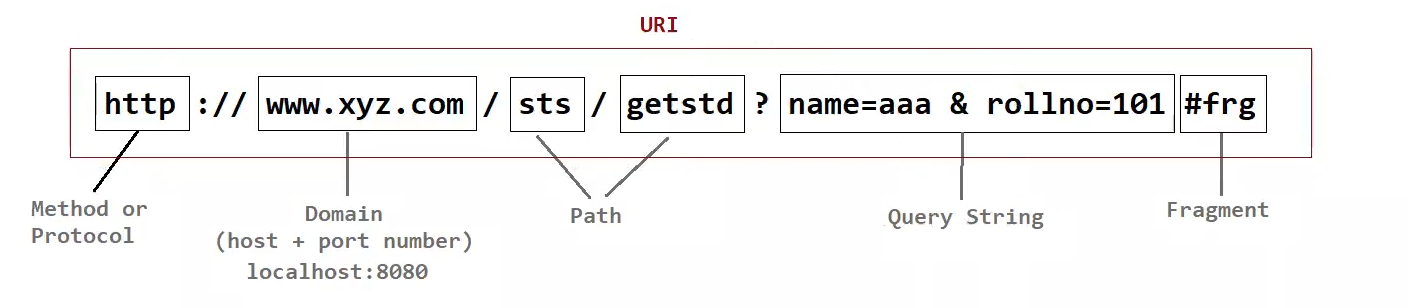 URI
http :// www.xyz.com / sts / getstd ? name=aaa & rollno=101 #frg
Method or
Protocol
Domain
(host + port number)
localhost:8080
Path
Query String
Fragment